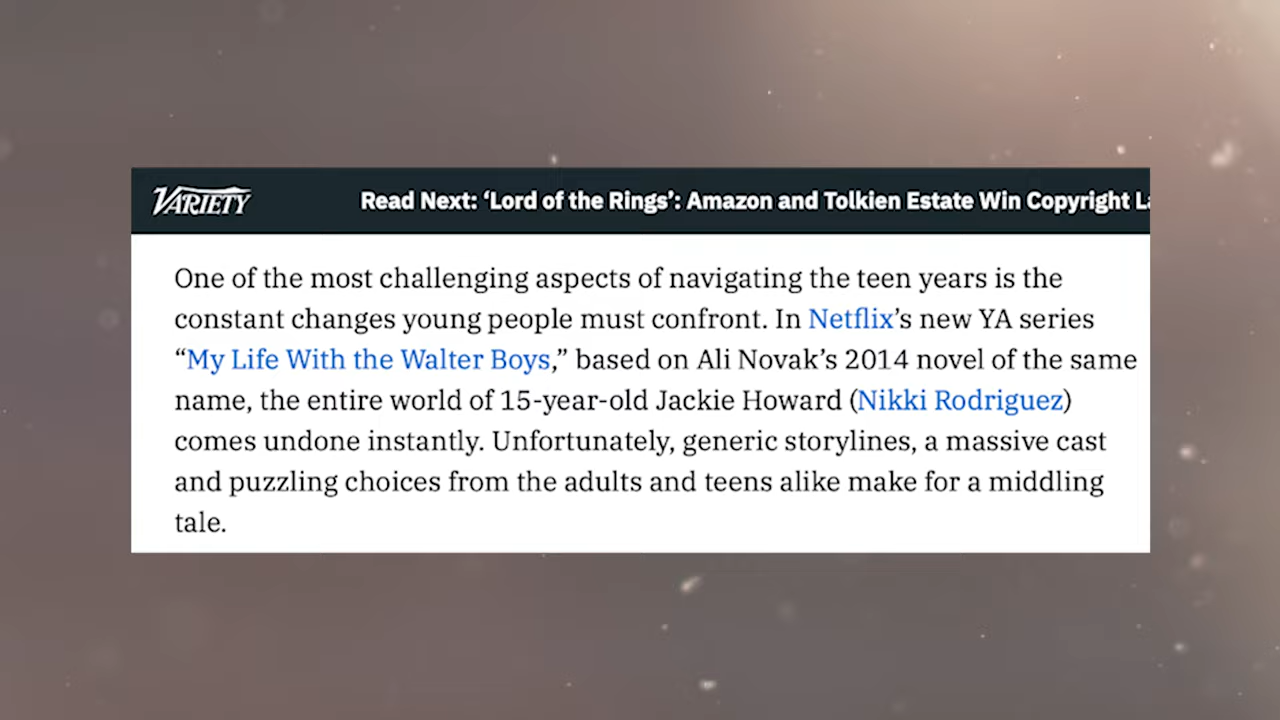 VARIETY
Read Next: ‘Lord of the Rings’: Amazon and Tolkien Estate Win Copyright
One of the most challenging aspects of navigating the teen years is the
constant changes young people must confront. In Netflix’s new YA series
“My Life With the Walter Boys,” based on Ali Novak’s 2014 novel of the same
name, the entire world of 15-year-old Jackie Howard (Nikki Rodriguez)
comes undone instantly. Unfortunately, generic storylines, a massive cast
and puzzling choices from the adults and teens alike make for a middling
tale.